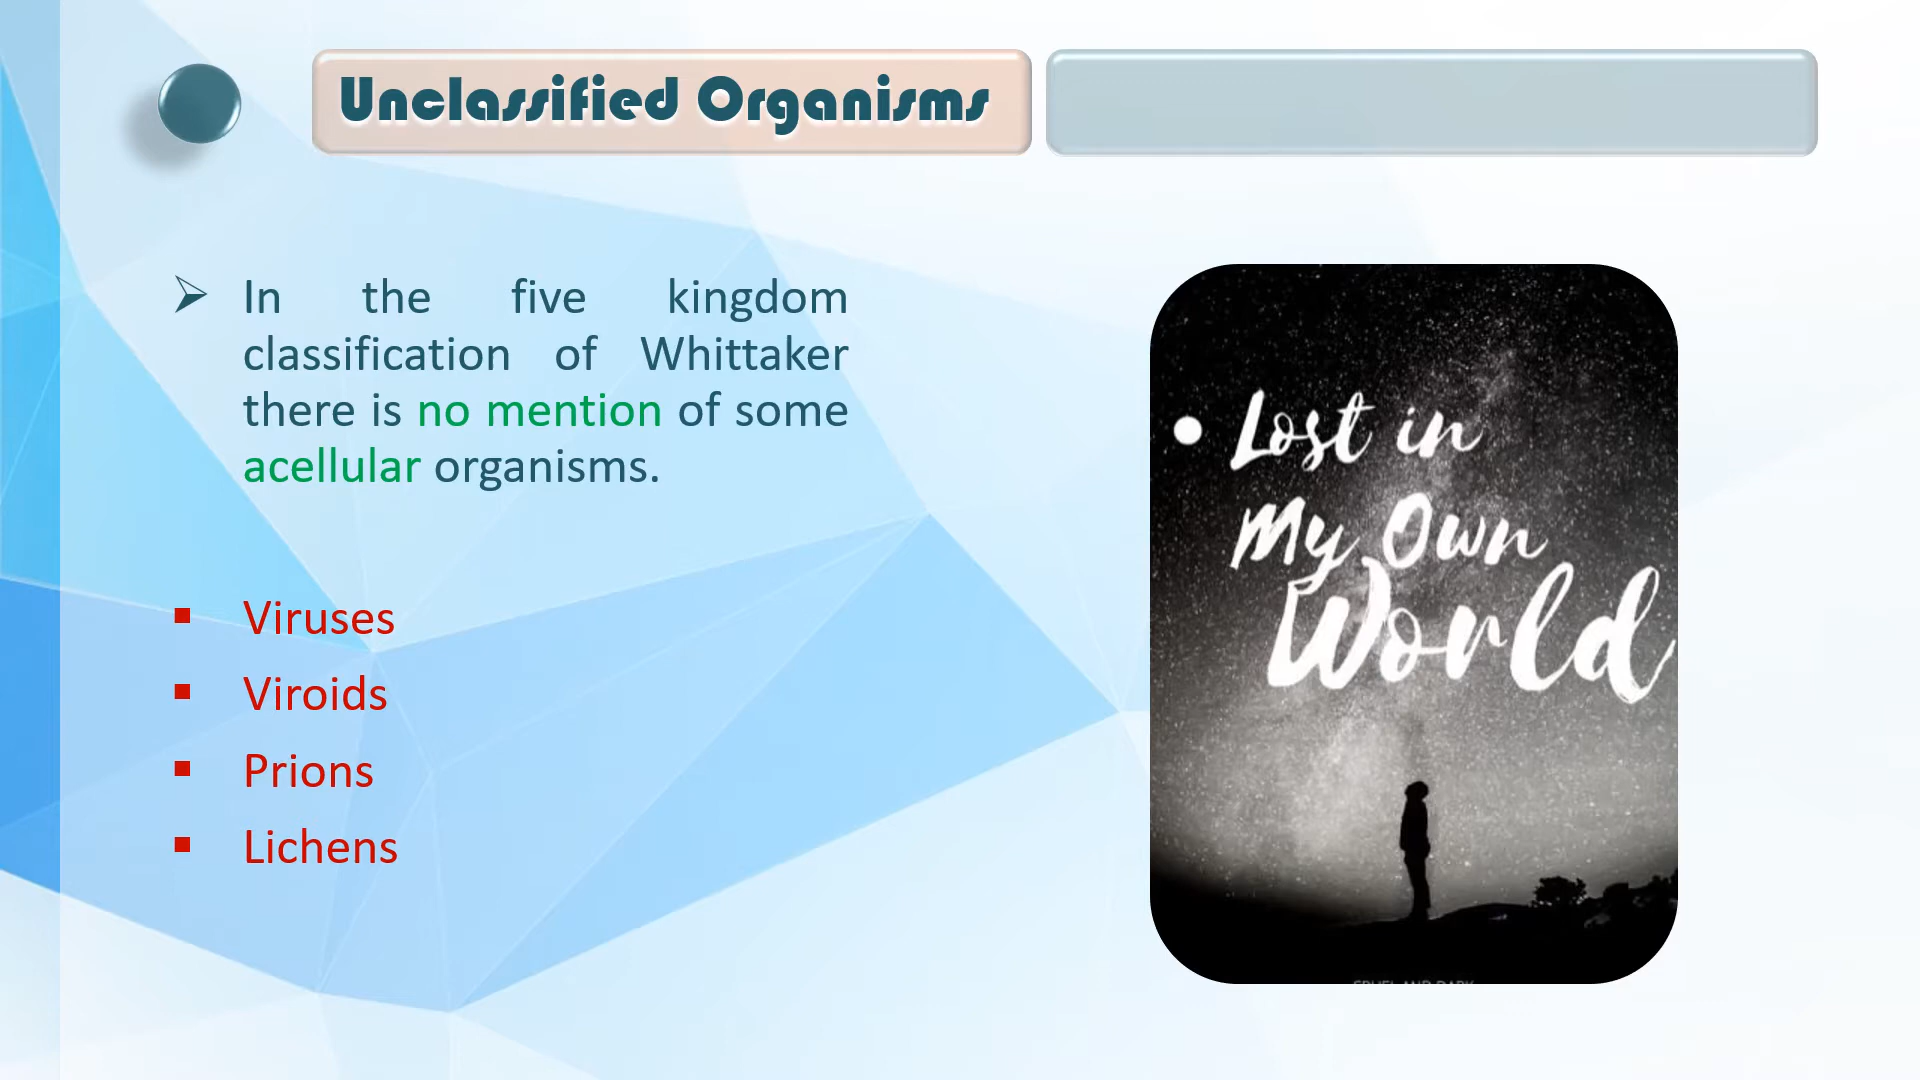 Unclassified Organisms
➢ In the five kingdom
classification of Whittaker
there is no mention of some
acellular organisms.
▪ Viruses
▪ Viroids
▪ Prions
▪ Lichens
• Lost in
My Own
World